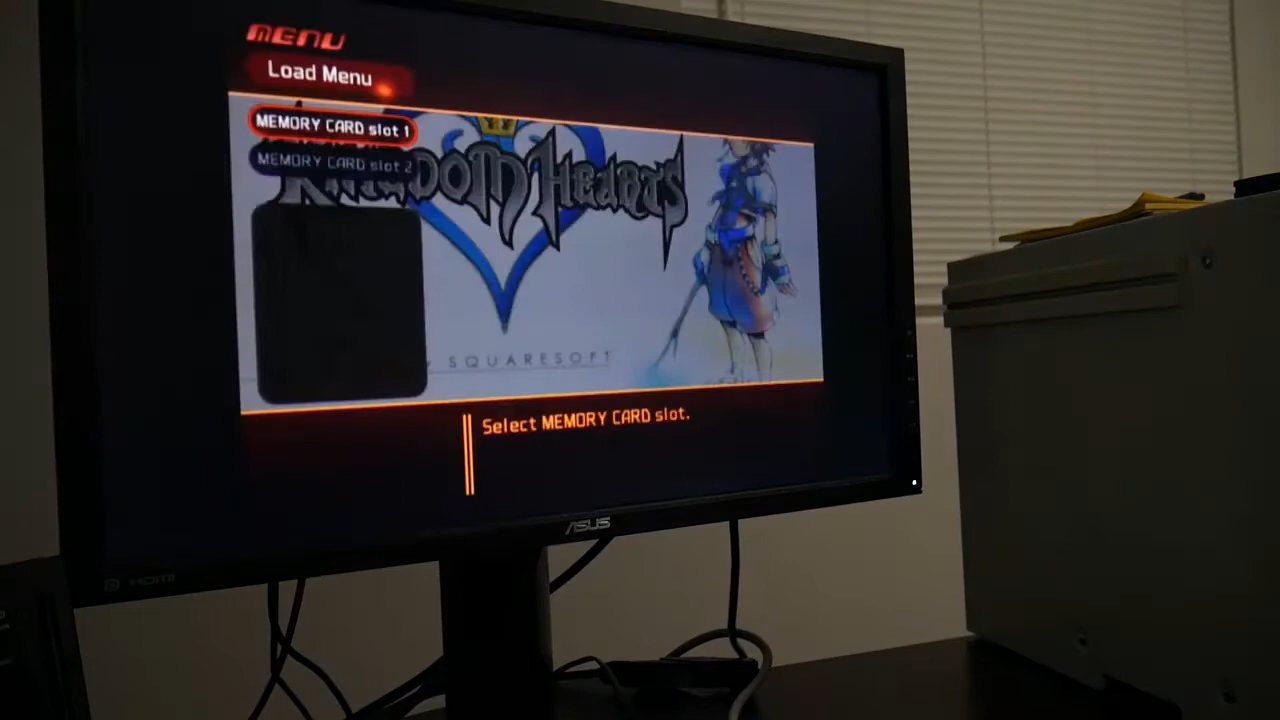 MENU
Load Menu
MEMORY CARD slot 1
MEMORY CARD slot 2
KINGDOM HEARTS
SQUARESOFT
Select MEMORY CARD slot.
ASUS
HDMI